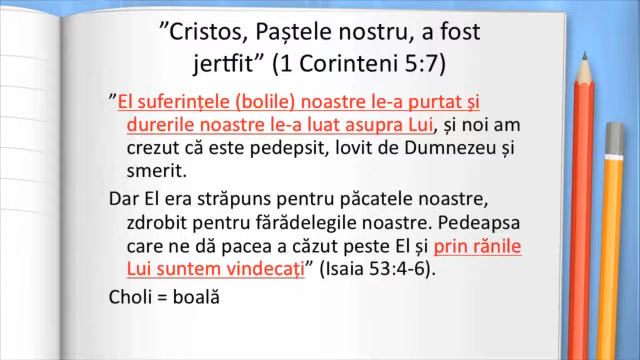 ”Cristos, Paștele nostru, a fost
jertfit” (1 Corinteni 5:7)
”El suferințele (bolile) noastre le-a purtat și
durerile noastre le-a luat asupra Lui, și noi am
crezut că este pedepsit, lovit de Dumnezeu și
smerit.
Dar El era străpuns pentru păcatele noastre,
zdrobit pentru fărădelegile noastre. Pedeapsa
care ne dă pacea a căzut peste El și prin rănile
Lui suntem vindecați” (Isaia 53:4-6).
Choli = boală